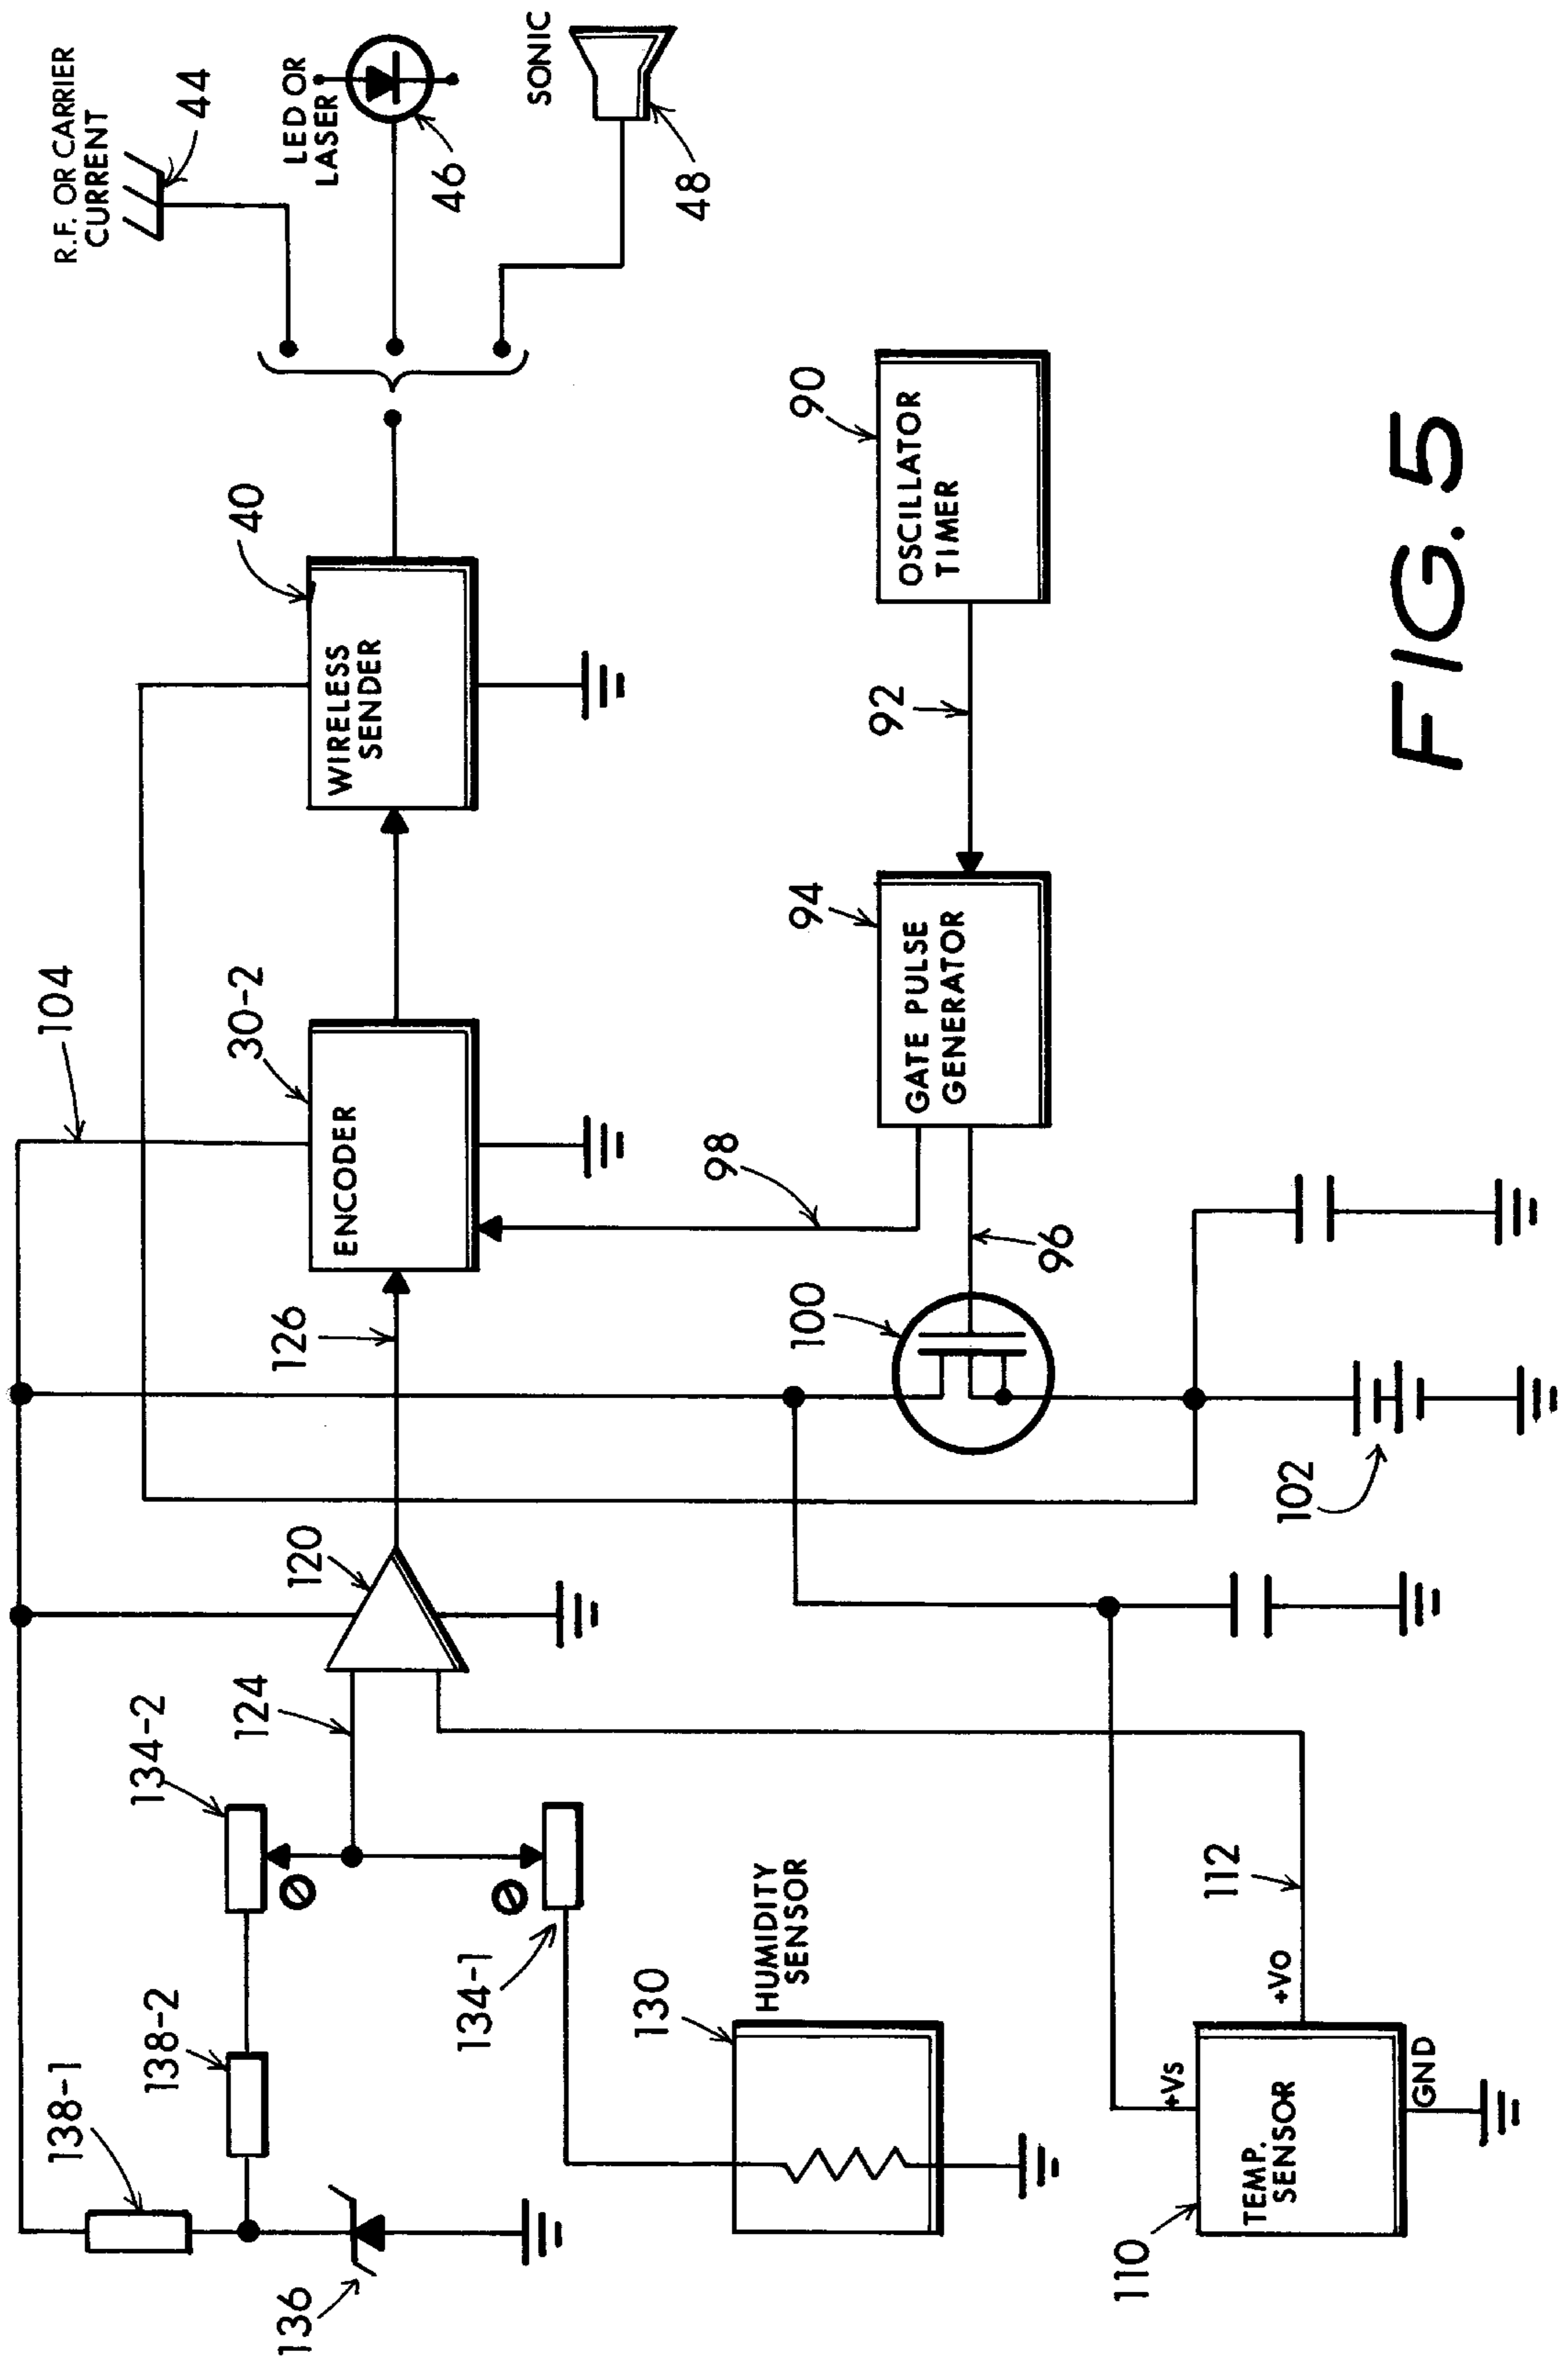 R.F. OR CARRIER
CURRENT
44
LED OR
LASER
46
SONIC
48
40
WIRELESS
SENDER
104
30-2
ENCODER
126
120
124
134-2
138-2
138-1
136
134-1
130
HUMIDITY
SENSOR
90
OSCILLATOR
TIMER
92
94
GATE PULSE
GENERATOR
98
96
100
102
112
+Vo
+Vs
GND
TEMP.
SENSOR
110
FIG. 5